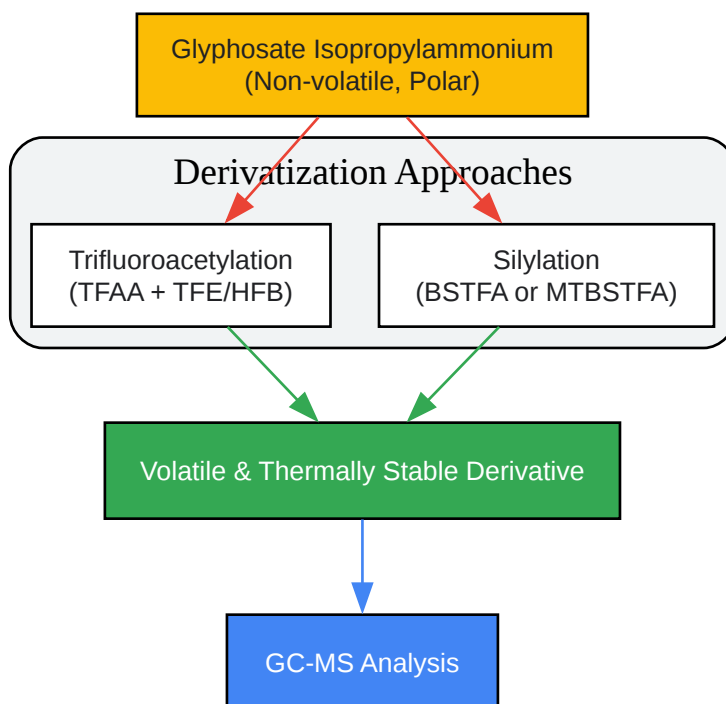 Glyphosate Isopropylammonium
(Non-volatile, Polar)
Derivatization Approaches
Trifluoroacetylation
(TFAA + TFE/HFB)
Silylation
(BSTFA or MTBSTFA)
Volatile & Thermally Stable Derivative
GC-MS Analysis